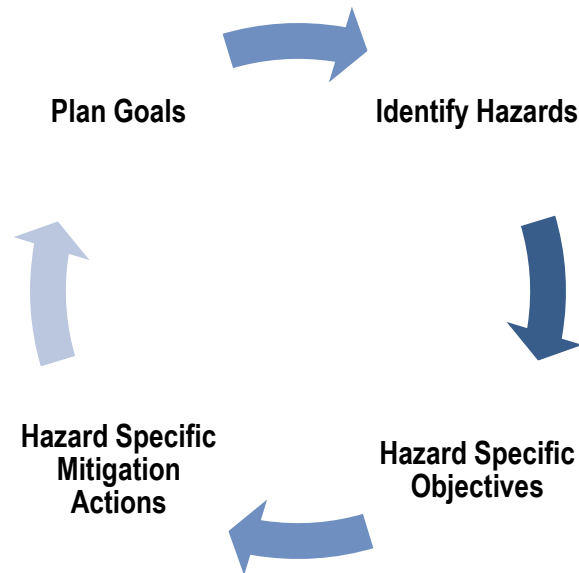 Plan Goals
Identify Hazards
Hazard Specific
Objectives
Hazard Specific
Mitigation
Actions